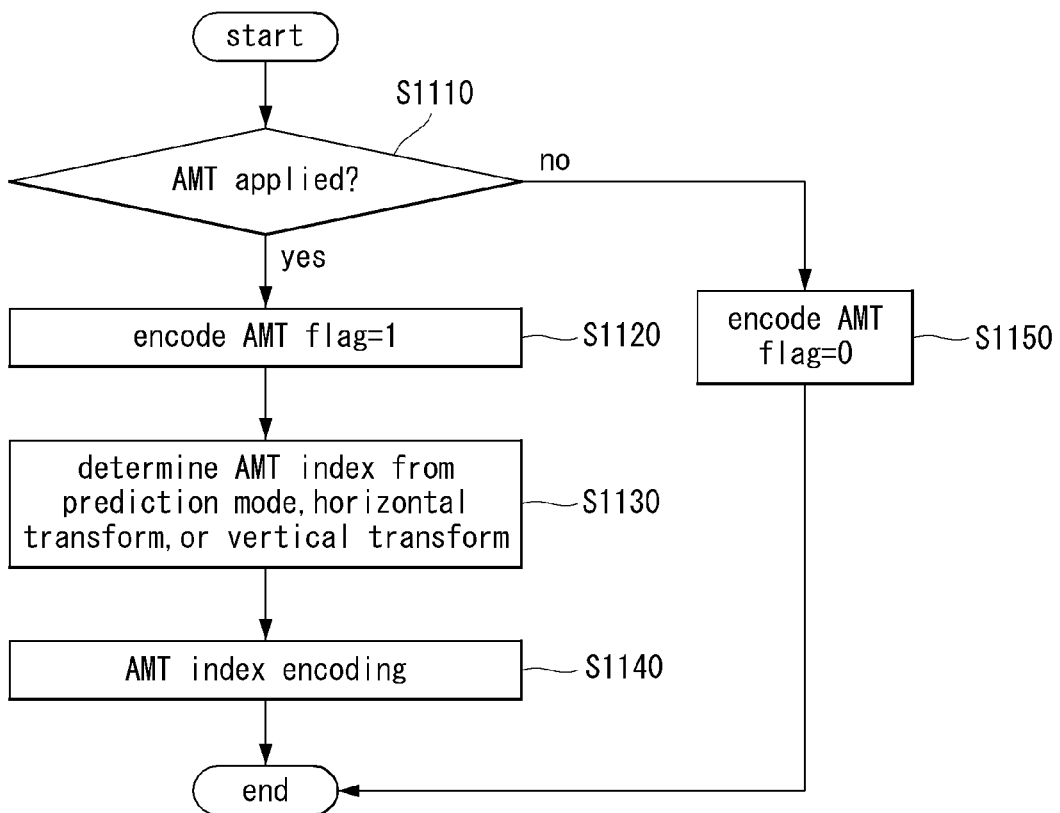 start
S1110
AMT applied?
no
yes
encode AMT flag=1
S1120
encode AMT
flag=0
S1150
determine AMT index from
prediction mode, horizontal
transform, or vertical transform
S1130
AMT index encoding
S1140
end